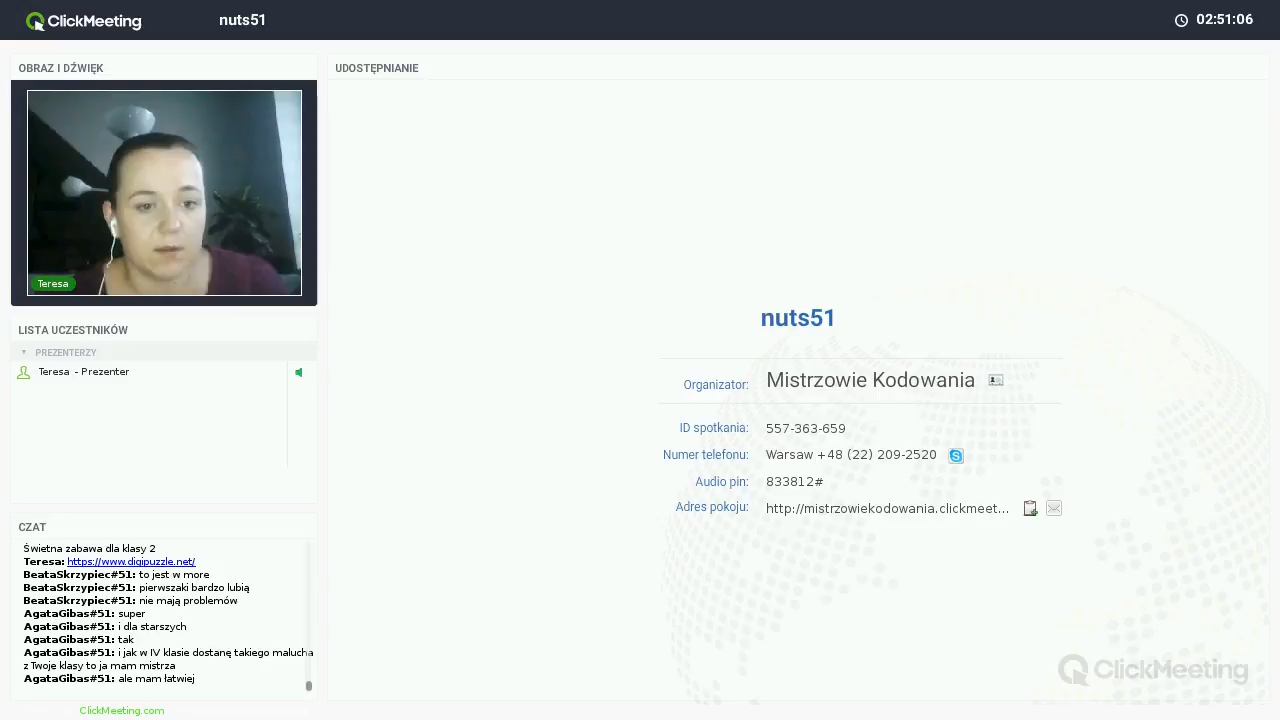 ClickMeeting
nuts51
02:51:06
OBRAZ I DŹWIĘK
Teresa
LISTA UCZESTNIKÓW
PREZENTERZY
Teresa - Prezenter
CZAT
Świetna zabawa dla klasy 2
Teresa: https://www.digipuzzle.net/
BeataSkrzypiec#51: to jest w more
BeataSkrzypiec#51: pierwszaki bardzo lubią
BeataSkrzypiec#51: nie mają problemów
AgataGibas#51: super
AgataGibas#51: i dla starszych
AgataGibas#51: tak
AgataGibas#51: i jak w IV klasie dostanę takiego malucha
z Twoje klasy to ja mam mistrza
AgataGibas#51: ale mam łatwiej
ClickMeeting.com
UDOSTĘPNIANIE
nuts51
Organizator: Mistrzowie Kodowania
ID spotkania: 557-363-659
Numer telefonu: Warsaw +48 (22) 209-2520
Audio pin: 833812#
Adres pokoju: http://mistrzowiekodowania.clickmeet...
ClickMeeting